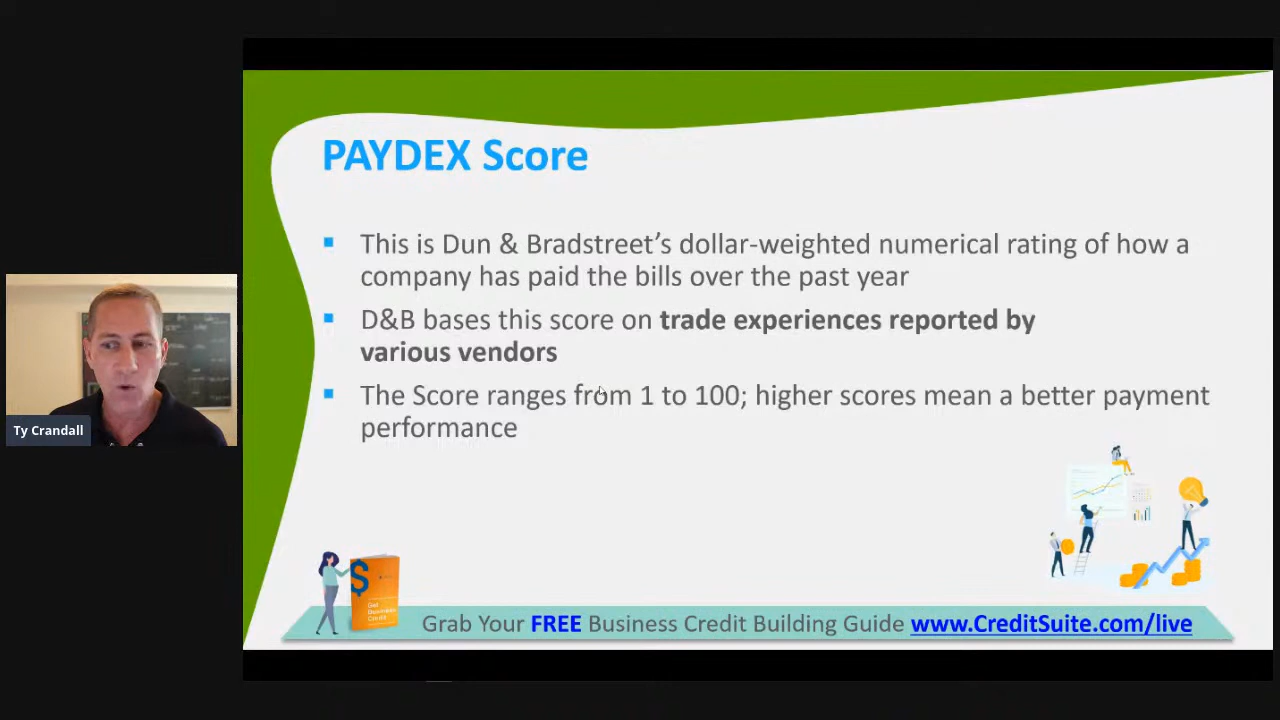 PAYDEX Score
This is Dun & Bradstreet’s dollar-weighted numerical rating of how a
company has paid the bills over the past year
D&B bases this score on trade experiences reported by
various vendors
The Score ranges from 1 to 100; higher scores mean a better payment
performance
Ty Crandall
$
Get
Business
Credit
Grab Your FREE Business Credit Building Guide www.CreditSuite.com/live